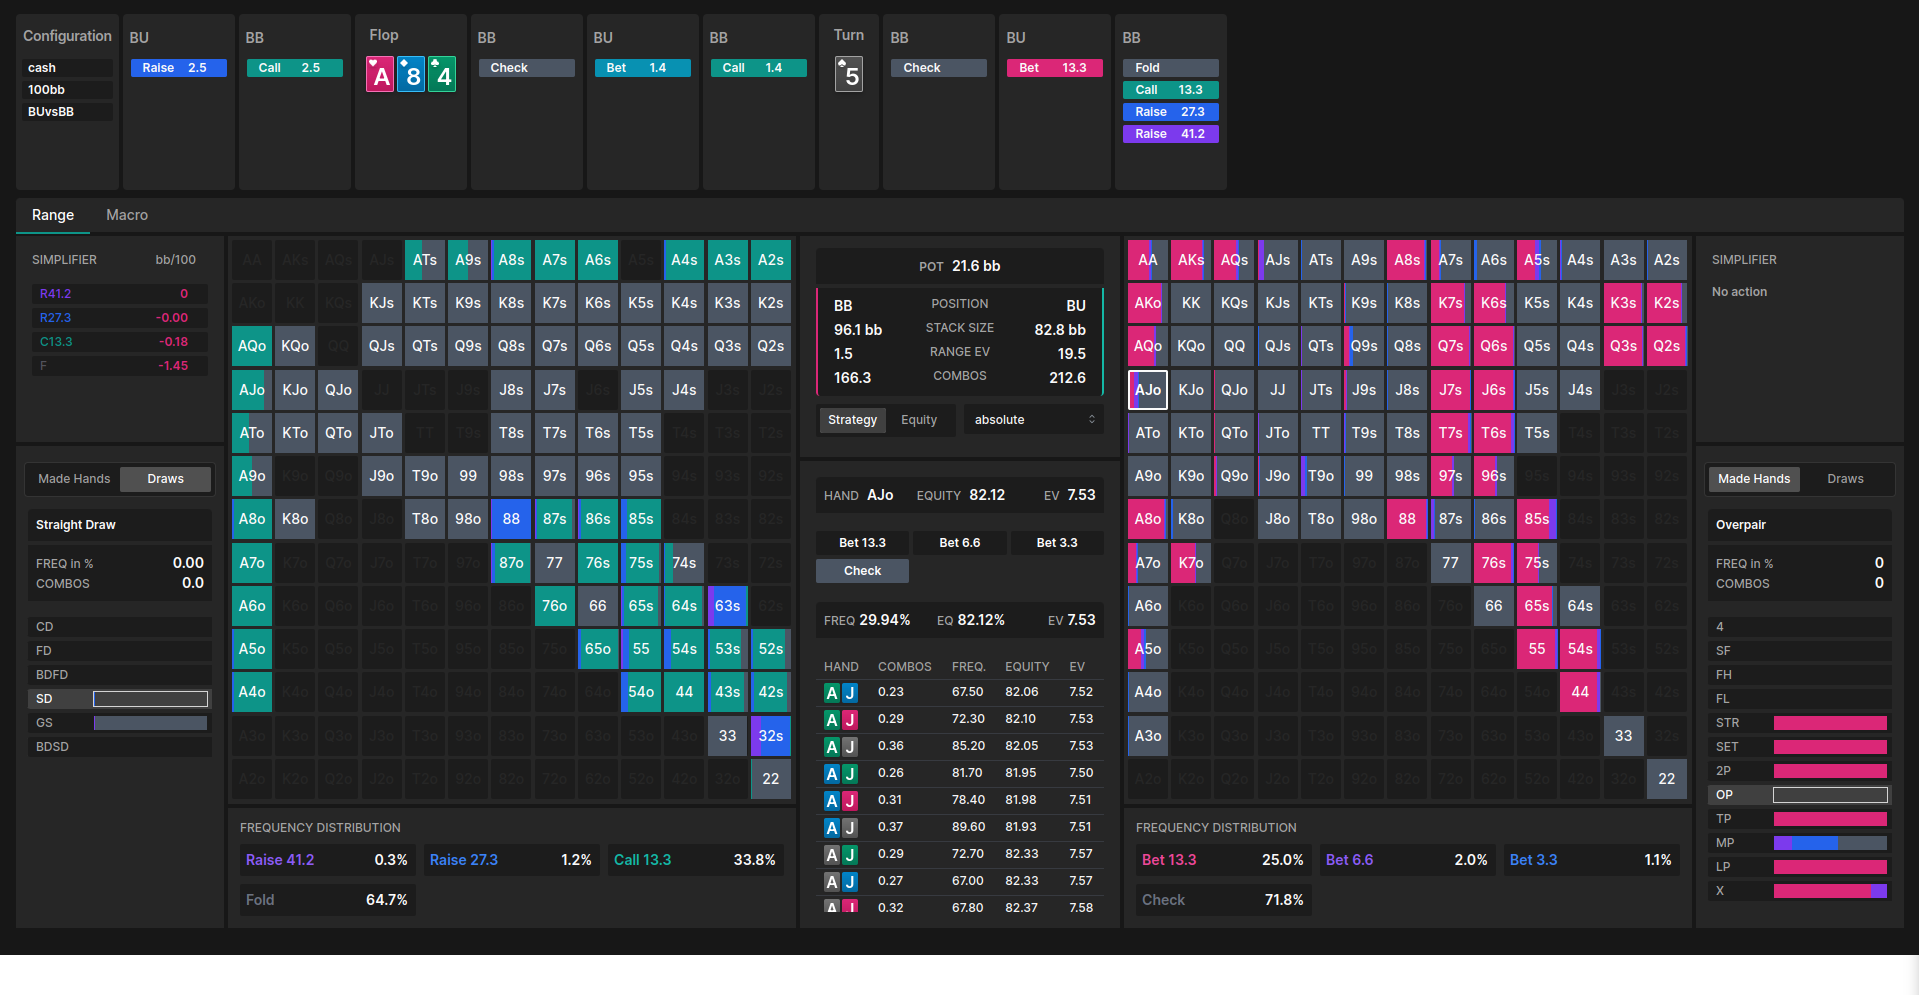 Configuration
cash
100bb
BUvsBB
BU
Raise 2.5
BB
Call 2.5
Flop
A 8 4
BB
Check
BU
Bet 1.4
BB
Call 1.4
Turn
5
BB
Check
BU
Bet 13.3
BB
Fold
Call 13.3
Raise 27.3
Raise 41.2
Range Macro
SIMPLIFIER bb/100
R41.2 0
R27.3 -0.00
C13.3 -0.18
F -1.45
Made Hands Draws
Straight Draw
FREQ in % 0.00
COMBOS 0.0
CD
FD
BDFD
SD
GS
BDSD
AA AKs AQs AJs ATs A9s A8s A7s A6s A5s A4s A3s A2s
AKo KK KQs KJs KTs K9s K8s K7s K6s K5s K4s K3s K2s
AQo KQo QQ QJs QTs Q9s Q8s Q7s Q6s Q5s Q4s Q3s Q2s
AJo KJo QJo JJ JTs J9s J8s J7s J6s J5s J4s J3s J2s
ATo KTo QTo JTo TT T9s T8s T7s T6s T5s T4s T3s T2s
A9o K9o Q9o J9o T9o 99 98s 97s 96s 95s 94s 93s 92s
A8o K8o Q8o J8o T8o 98o 88 87s 86s 85s 84s 83s 82s
A7o K7o Q7o J7o T7o 97o 87o 77 76s 75s 74s 73s 72s
A6o K6o Q6o J6o T6o 96o 86o 76o 66 65s 64s 63s 62s
A5o K5o Q5o J5o T5o 95o 85o 75o 65o 55 54s 53s 52s
A4o K4o Q4o J4o T4o 94o 84o 74o 64o 54o 44 43s 42s
A3o K3o Q3o J3o T3o 93o 83o 73o 63o 53o 43o 33 32s
A2o K2o Q2o J2o T2o 92o 82o 72o 62o 52o 42o 32o 22
FREQUENCY DISTRIBUTION
Raise 41.2 0.3% Raise 27.3 1.2% Call 13.3 33.8%
Fold 64.7%
POT 21.6 bb
BB POSITION BU
96.1 bb STACK SIZE 82.8 bb
1.5 RANGE EV 19.5
166.3 COMBOS 212.6
Strategy Equity absolute
HAND AJo EQUITY 82.12 EV 7.53
Bet 13.3 Bet 6.6 Bet 3.3
Check
FREQ 29.94% EQ 82.12% EV 7.53
HAND COMBOS FREQ. EQUITY EV
A J 0.23 67.50 82.06 7.52
A J 0.29 72.30 82.10 7.53
A J 0.36 85.20 82.05 7.53
A J 0.26 81.70 81.95 7.50
A J 0.31 78.40 81.98 7.51
A J 0.37 89.60 81.93 7.51
A J 0.29 72.70 82.33 7.57
A J 0.27 67.00 82.33 7.57
A J 0.32 67.80 82.37 7.58
AA AKs AQs AJs ATs A9s A8s A7s A6s A5s A4s A3s A2s
AKo KK KQs KJs KTs K9s K8s K7s K6s K5s K4s K3s K2s
AQo KQo QQ QJs QTs Q9s Q8s Q7s Q6s Q5s Q4s Q3s Q2s
AJo KJo QJo JJ JTs J9s J8s J7s J6s J5s J4s J3s J2s
ATo KTo QTo JTo TT T9s T8s T7s T6s T5s T4s T3s T2s
A9o K9o Q9o J9o T9o 99 98s 97s 96s 95s 94s 93s 92s
A8o K8o Q8o J8o T8o 98o 88 87s 86s 85s 84s 83s 82s
A7o K7o Q7o J7o T7o 97o 87o 77 76s 75s 74s 73s 72s
A6o K6o Q6o J6o T6o 96o 86o 76o 66 65s 64s 63s 62s
A5o K5o Q5o J5o T5o 95o 85o 75o 65o 55 54s 53s 52s
A4o K4o Q4o J4o T4o 94o 84o 74o 64o 54o 44 43s 42s
A3o K3o Q3o J3o T3o 93o 83o 73o 63o 53o 43o 33 32s
A2o K2o Q2o J2o T2o 92o 82o 72o 62o 52o 42o 32o 22
FREQUENCY DISTRIBUTION
Bet 13.3 25.0% Bet 6.6 2.0% Bet 3.3 1.1%
Check 71.8%
SIMPLIFIER
No action
Made Hands Draws
Overpair
FREQ in % 0
COMBOS 0
4
SF
FH
FL
STR
SET
2P
OP
TP
MP
LP
X